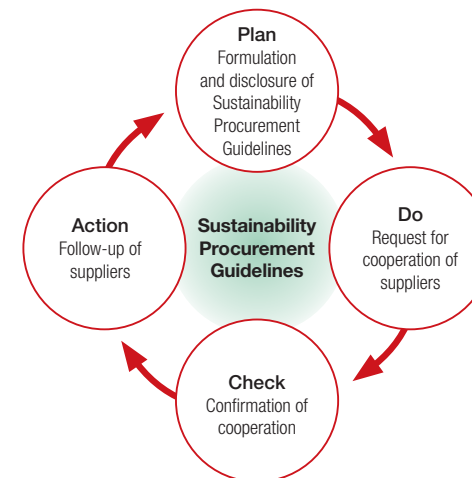 Plan
Formulation
and disclosure of
Sustainability
Procurement
Guidelines
Do
Request for
cooperation of
suppliers
Check
Confirmation of
cooperation
Action
Follow-up of
suppliers
Sustainability
Procurement
Guidelines